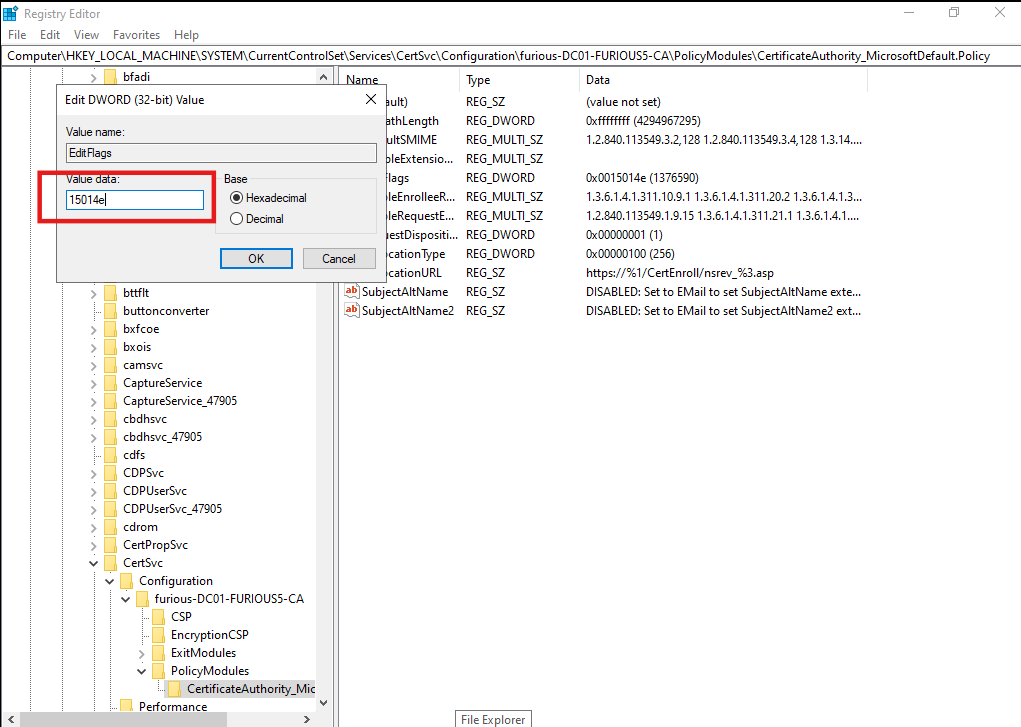 Registry Editor
File Edit View Favorites Help
Computer\HKEY_LOCAL_MACHINE\SYSTEM\CurrentControlSet\Services\CertSvc\Configuration\furious-DC01-FURIOUS5-CA\PolicyModules\CertificateAuthority_MicrosoftDefault.Policy
bfadi
Edit DWORD (32-bit) Value
Value name:
EditFlags
Value data:
15014e
Base
Hexadecimal
Decimal
OK
Cancel
bttflt
buttonconverter
bxfcoe
bxois
camsvc
CaptureService
CaptureService_47905
cbdhsvc
cbdhsvc_47905
cdfs
CDPSvc
CDPUserSvc
CDPUserSvc_47905
cdrom
CertPropSvc
CertSvc
Configuration
furious-DC01-FURIOUS5-CA
CSP
EncryptionCSP
ExitModules
PolicyModules
CertificateAuthority_Mic
Performance
Name Type Data
ault) REG_SZ (value not set)
athLength REG_DWORD 0xffffffff (4294967295)
ultSMIME REG_MULTI_SZ 1.2.840.113549.3.2,128 1.2.840.113549.3.4,128 1.3.14....
bleExtensio... REG_MULTI_SZ
lags REG_DWORD 0x0015014e (1376590)
bleEnrolleeR... REG_MULTI_SZ 1.3.6.1.4.1.311.10.9.1 1.3.6.1.4.1.311.20.2 1.3.6.1.4.1.3...
bleRequestE... REG_MULTI_SZ 1.2.840.113549.1.9.15 1.3.6.1.4.1.311.21.1 1.3.6.1.4.1....
uestDispositi... REG_DWORD 0x00000001 (1)
ocationType REG_DWORD 0x00000100 (256)
ocationURL REG_SZ https://%1/CertEnroll/nsrev_%3.asp
ab SubjectAltName REG_SZ DISABLED: Set to EMail to set SubjectAltName exte...
ab SubjectAltName2 REG_SZ DISABLED: Set to EMail to set SubjectAltName2 ext...
File Explorer